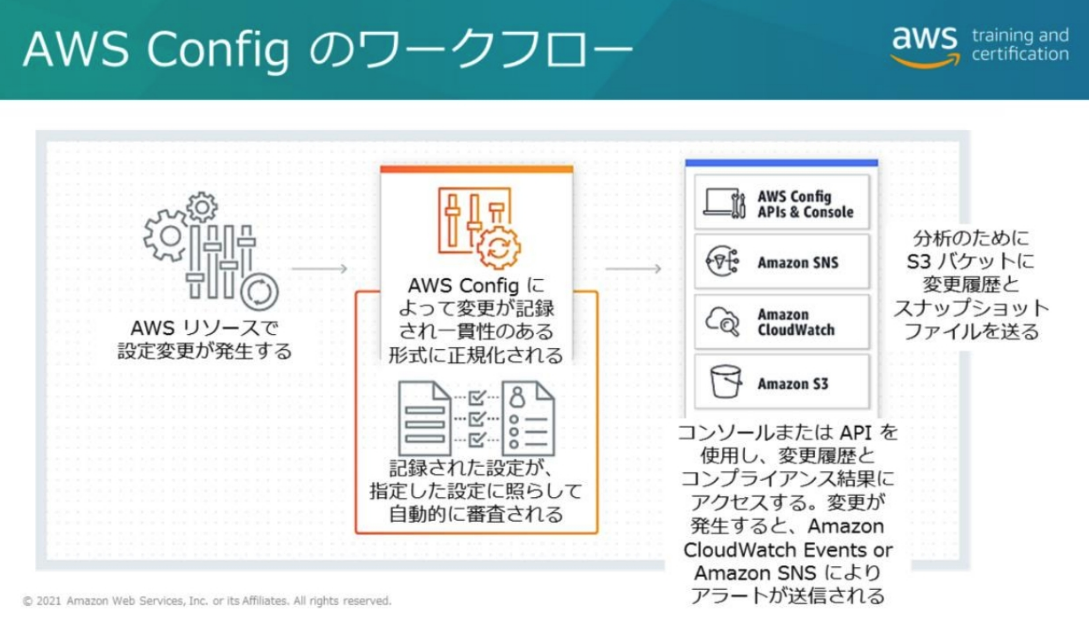 AWS Config のワークフロー
aws training and
certification
AWS リソースで
設定変更が発生する
AWS Config に
よって変更が記録
され一貫性のある
形式に正規化される
記録された設定が、
指定した設定に照らして
自動的に審査される
AWS Config
APIs & Console
Amazon SNS
Amazon
CloudWatch
Amazon S3
コンソールまたは API を
使用し、変更履歴と
コンプライアンス結果に
アクセスする。変更が
発生すると、Amazon
CloudWatch Events or
Amazon SNS により
アラートが送信される
分析のために
S3 バケットに
変更履歴と
スナップショット
ファイルを送る
© 2021 Amazon Web Services, Inc. or its Affiliates. All rights reserved.